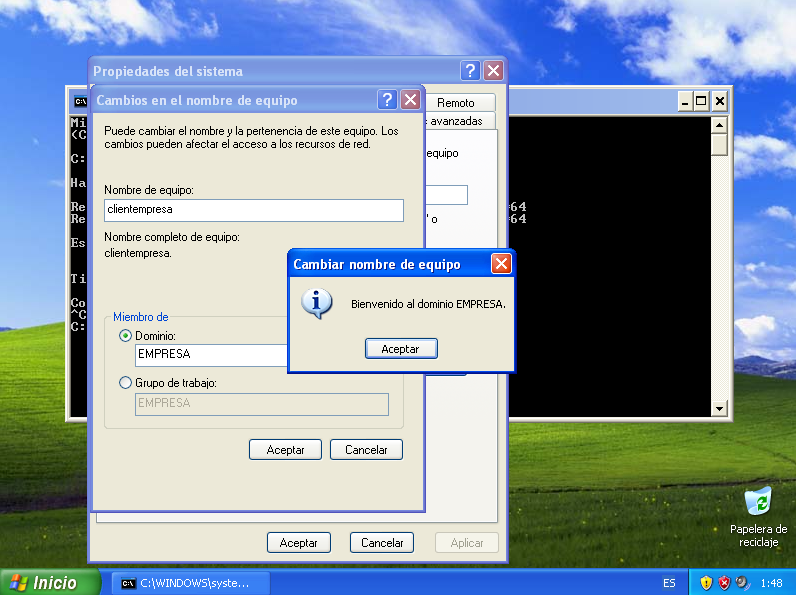 Propiedades del sistema
Cambios en el nombre de equipo
Remoto
avanzadas
Puede cambiar el nombre y la pertenencia de este equipo. Los
cambios pueden afectar el acceso a los recursos de red.
equipo
Nombre de equipo:
clientempresa
Nombre completo de equipo:
clientempresa.
o
Mi
(C
C:
Ha
Re
Re
Es
Ti
Co
^C
C:
=64
=64
Cambiar nombre de equipo
Bienvenido al dominio EMPRESA.
Aceptar
Miembro de
Dominio:
EMPRESA
Grupo de trabajo:
EMPRESA
Aceptar
Cancelar
Aceptar
Cancelar
Aplicar
Papelera de
reciclaje
Inicio
C:\WINDOWS\syste...
ES
1:48